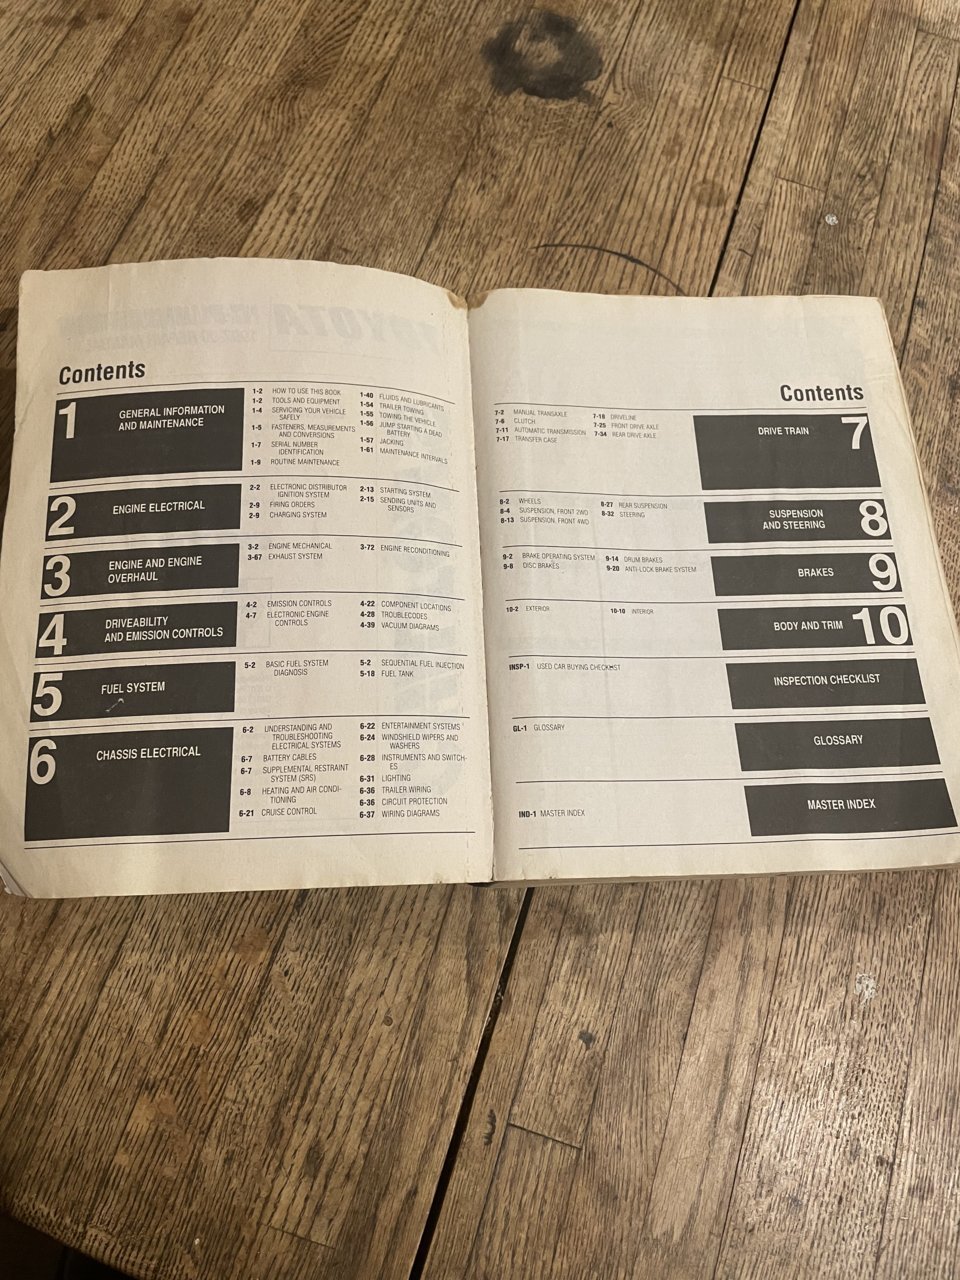 Contents
1
GENERAL INFORMATION
AND MAINTENANCE
1-2 HOW TO USE THIS BOOK
1-2 TOOLS AND EQUIPMENT
1-4 SERVICING YOUR VEHICLE
SAFELY
1-5 FASTENERS, MEASUREMENTS
AND CONVERSIONS
1-7 SERIAL NUMBER
IDENTIFICATION
1-9 ROUTINE MAINTENANCE
1-40 FLUIDS AND LUBRICANTS
1-54 TRAILER TOWING
1-55 TOWING THE VEHICLE
1-56 JUMP STARTING A DEAD
BATTERY
1-57 JACKING
1-61 MAINTENANCE INTERVALS
2
ENGINE ELECTRICAL
2-2 ELECTRONIC DISTRIBUTOR
IGNITION SYSTEM
2-9 FIRING ORDERS
2-9 CHARGING SYSTEM
2-13 STARTING SYSTEM
2-15 SENDING UNITS AND
SENSORS
3
ENGINE AND ENGINE
OVERHAUL
3-2 ENGINE MECHANICAL
3-67 EXHAUST SYSTEM
3-72 ENGINE RECONDITIONING
4
DRIVEABILITY
AND EMISSION CONTROLS
4-2 EMISSION CONTROLS
4-7 ELECTRONIC ENGINE
CONTROLS
4-22 COMPONENT LOCATIONS
4-28 TROUBLECODES
4-39 VACUUM DIAGRAMS
5
FUEL SYSTEM
5-2 BASIC FUEL SYSTEM
DIAGNOSIS
5-2 SEQUENTIAL FUEL INJECTION
5-18 FUEL TANK
6
CHASSIS ELECTRICAL
6-2 UNDERSTANDING AND
TROUBLESHOOTING
ELECTRICAL SYSTEMS
6-7 BATTERY CABLES
6-7 SUPPLEMENTAL RESTRAINT
SYSTEM (SRS)
6-8 HEATING AND AIR CONDI-
TIONING
6-21 CRUISE CONTROL
6-22 ENTERTAINMENT SYSTEMS
6-24 WINDSHIELD WIPERS AND
WASHERS
6-28 INSTRUMENTS AND SWITCH-
ES
6-31 LIGHTING
6-36 TRAILER WIRING
6-36 CIRCUIT PROTECTION
6-37 WIRING DIAGRAMS
Contents
7-2 MANUAL TRANSAXLE
7-6 CLUTCH
7-11 AUTOMATIC TRANSMISSION
7-17 TRANSFER CASE
7-18 DRIVELINE
7-25 FRONT DRIVE AXLE
7-34 REAR DRIVE AXLE
DRIVE TRAIN
7
8-2 WHEELS
8-4 SUSPENSION, FRONT 2WD
8-13 SUSPENSION, FRONT 4WD
8-27 REAR SUSPENSION
8-32 STEERING
SUSPENSION
AND STEERING
8
9-2 BRAKE OPERATING SYSTEM
9-8 DISC BRAKES
9-14 DRUM BRAKES
9-20 ANTI-LOCK BRAKE SYSTEM
BRAKES
9
10-2 EXTERIOR
10-10 INTERIOR
BODY AND TRIM
10
INSP-1 USED CAR BUYING CHECKLIST
INSPECTION CHECKLIST
GL-1 GLOSSARY
GLOSSARY
IND-1 MASTER INDEX
MASTER INDEX